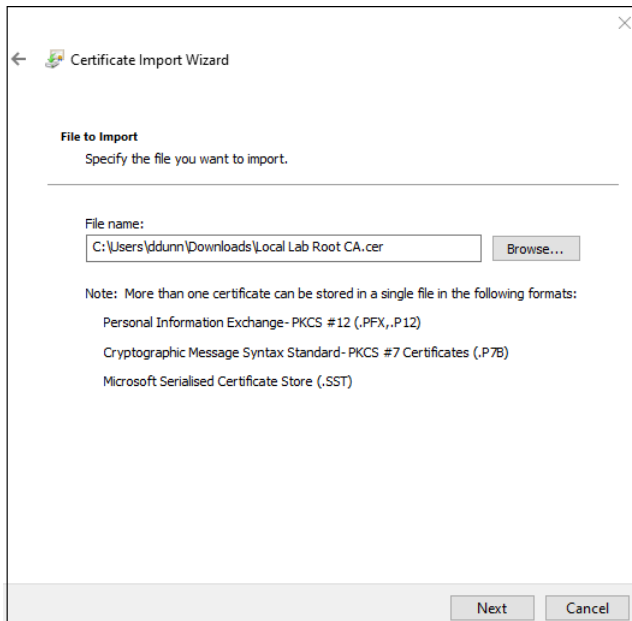 Certificate Import Wizard
File to Import
Specify the file you want to import.
File name:
C:\Users\ddunn\Downloads\Local Lab Root CA.cer
Browse...
Note: More than one certificate can be stored in a single file in the following formats:
Personal Information Exchange- PKCS #12 (.PFX,.P12)
Cryptographic Message Syntax Standard- PKCS #7 Certificates (.P7B)
Microsoft Serialised Certificate Store (.SST)
Next
Cancel